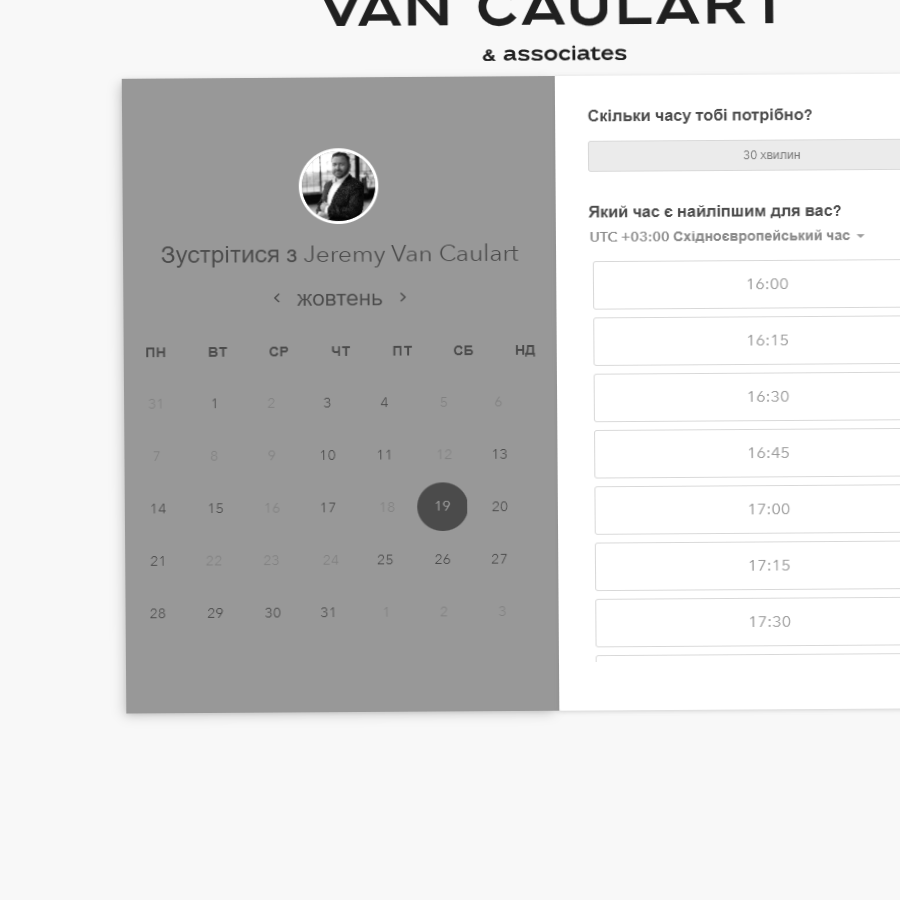 VAN CAULART
& associates
Зустрітися з Jeremy Van Caulart
жовтень
ПН ВТ СР ЧТ ПТ СБ НД
31 1 2 3 4 5 6
7 8 9 10 11 12 13
14 15 16 17 18 19 20
21 22 23 24 25 26 27
28 29 30 31 1 2 3
Скільки часу тобі потрібно?
30 хвилин
Який час є найліпшим для вас?
UTC +03:00 Східноєвропейський час
16:00
16:15
16:30
16:45
17:00
17:15
17:30